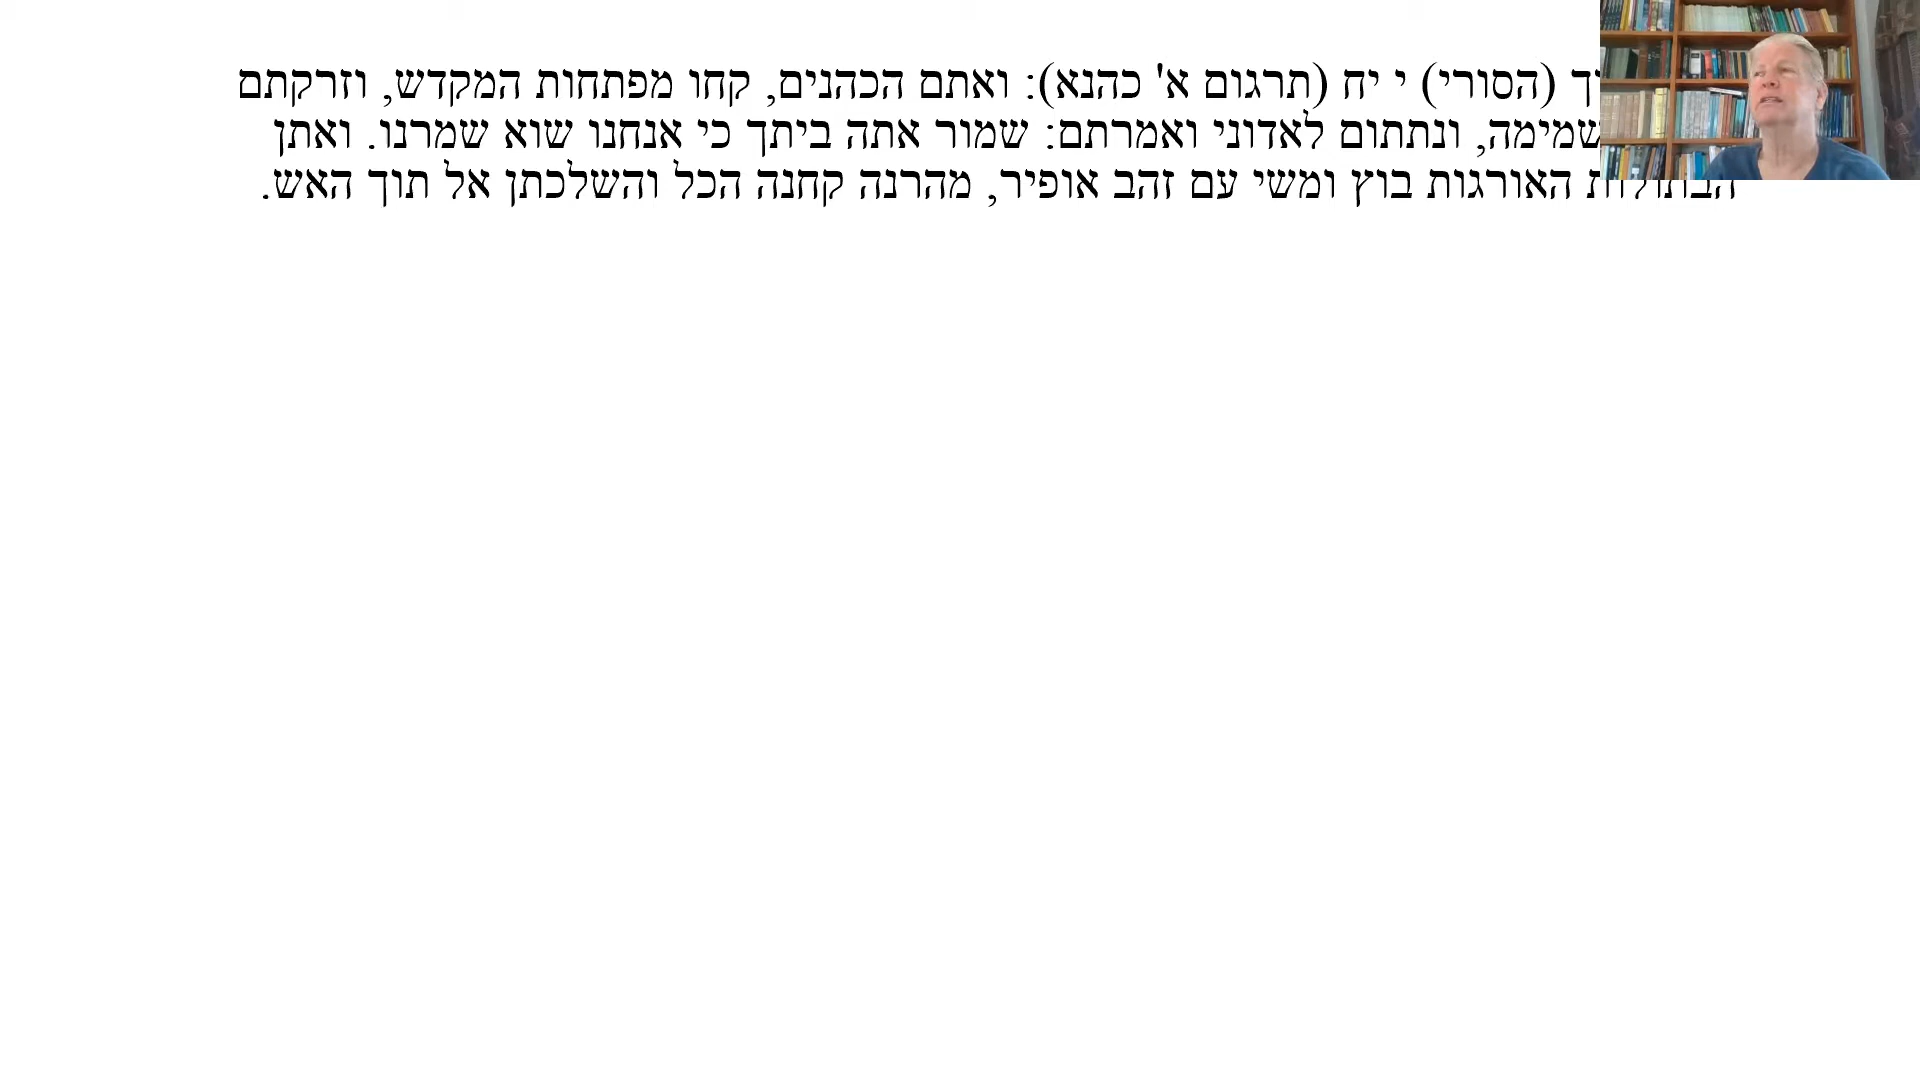 (הסורי) י יח (תרגום א' כהנא): ואתם הכהנים, קחו מפתחות המקדש, וזרקתם
שמימה, ונתתום לאדוני ואמרתם: שמור אתה ביתך כי אנחנו שוא שמרנו. ואתן
הבתולות האורגות בוץ ומשי עם זהב אופיר, מהרנה קחנה הכל והשלכתן אל תוך האש.